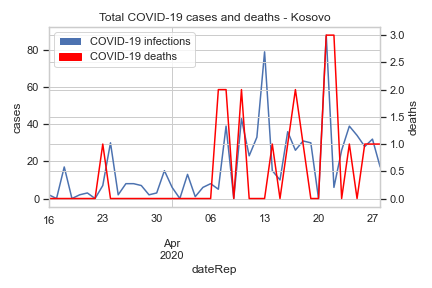 Total COVID-19 cases and deaths - Kosovo
COVID-19 infections
COVID-19 deaths
80
60
40
20
0
cases
3.0
2.5
2.0
1.5
1.0
0.5
0.0
deaths
16 23 30 06 13 20 27
Apr
2020
dateRep